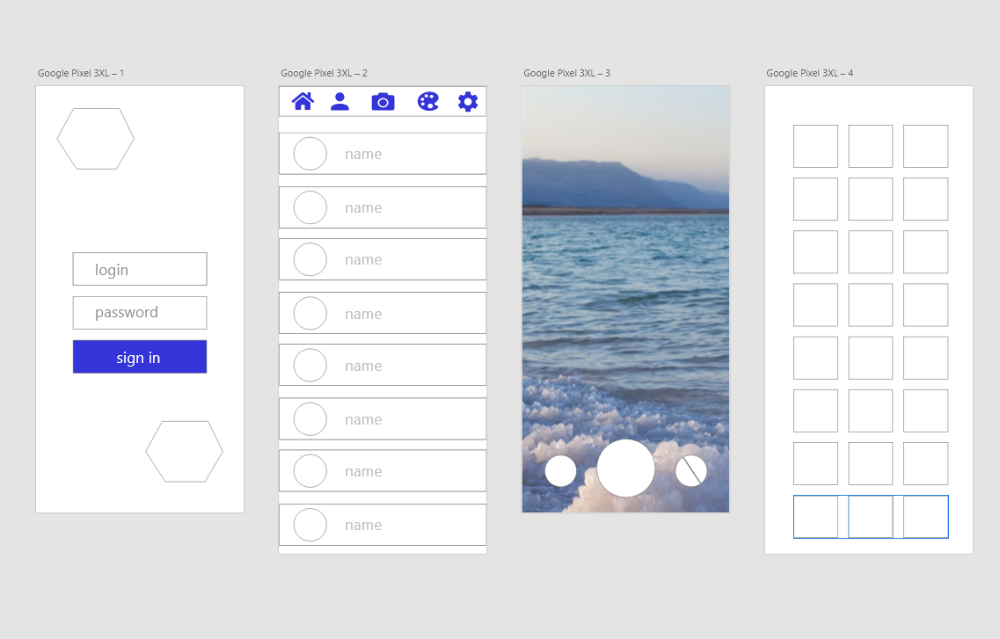 Google Pixel 3XL – 1
login
password
sign in
Google Pixel 3XL – 2
name
name
name
name
name
name
name
name
Google Pixel 3XL – 3
Google Pixel 3XL – 4